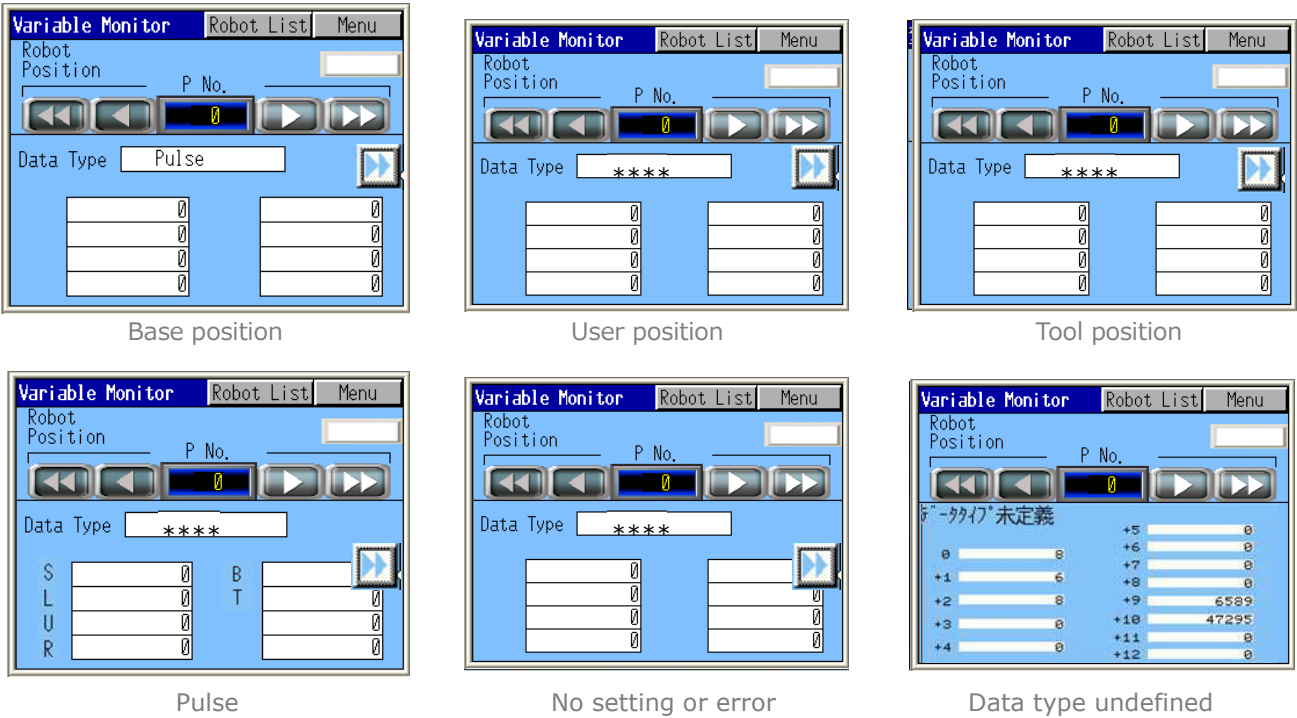 Variable Monitor Robot List Menu
Robot
Position
P No.
0
Data Type Pulse
0 0
0 0
0 0
0 0
Base position
Variable Monitor Robot List Menu
Robot
Position
P No.
0
Data Type ****
0 0
0 0
0 0
0 0
User position
Variable Monitor Robot List Menu
Robot
Position
P No.
0
Data Type ****
0 0
0 0
0 0
0 0
Tool position
Variable Monitor Robot List Menu
Robot
Position
P No.
0
Data Type ****
S 0 B
L 0 T 0
U 0 0
R 0 0
Pulse
Variable Monitor Robot List Menu
Robot
Position
P No.
0
Data Type ****
0
0 0
0 0
0 0
No setting or error
Variable Monitor Robot List Menu
Robot
Position
P No.
0
ﾃﾞｰﾀﾀｲﾌﾟ未定義
0 8
+1 6
+2 8
+3 0
+4 0
+5 0
+6 0
+7 0
+8 0
+9 6589
+10 47295
+11 0
+12 0
Data type undefined